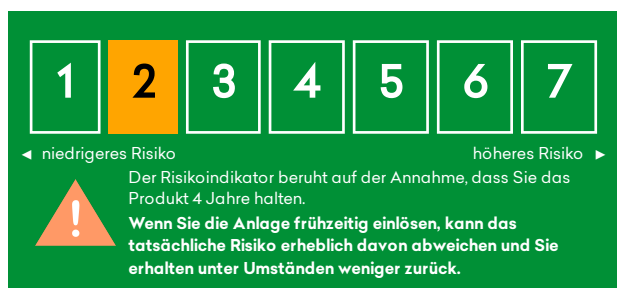 1 2 3 4 5 6 7
◄ niedrigeres Risiko höheres Risiko ►
Der Risikoindikator beruht auf der Annahme, dass Sie das
Produkt 4 Jahre halten.
Wenn Sie die Anlage frühzeitig einlösen, kann das
tatsächliche Risiko erheblich davon abweichen und Sie
erhalten unter Umständen weniger zurück.
!